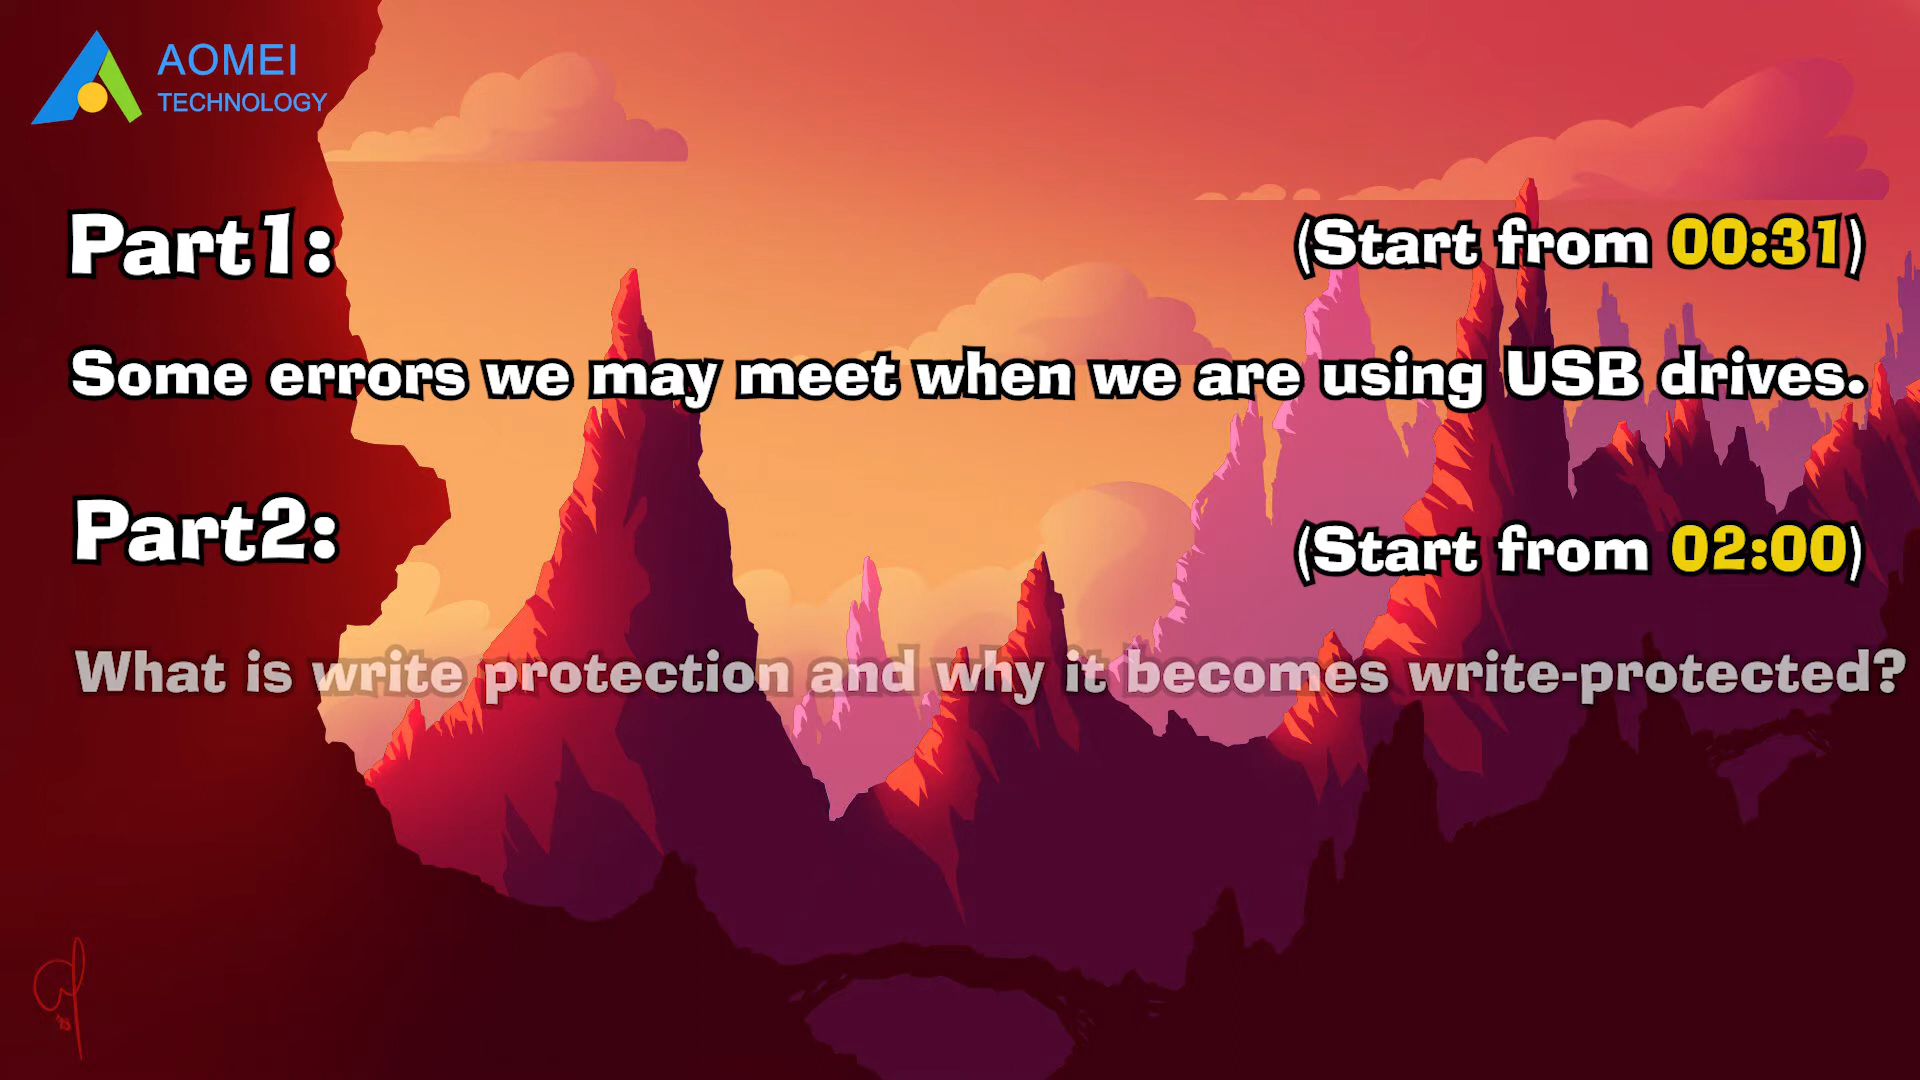 AOMEI
TECHNOLOGY
Part1:
(Start from 00:31)
Some errors we may meet when we are using USB drives.
Part2:
(Start from 02:00)
What is write protection and why it becomes write-protected?